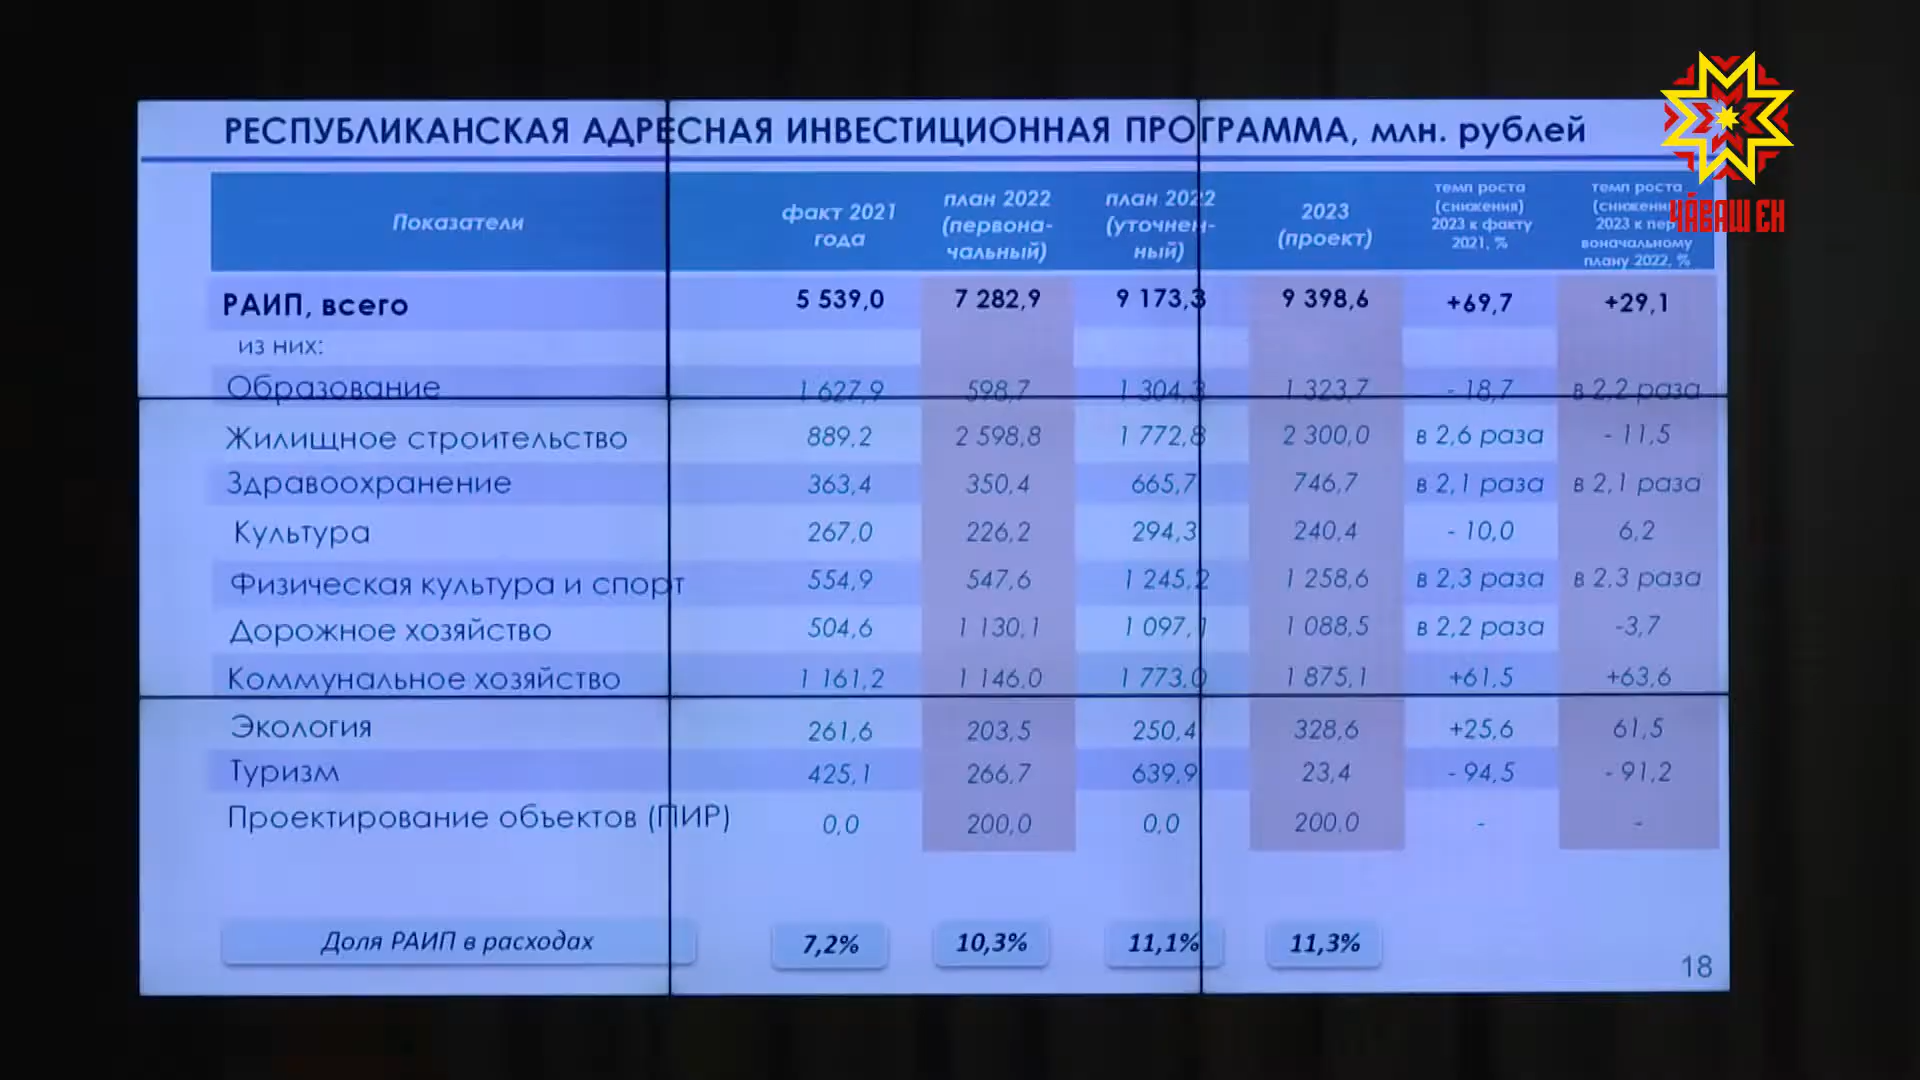 РЕСПУБЛИКАНСКАЯ АДРЕСНАЯ ИНВЕСТИЦИОННАЯ ПРОГРАММА, млн. рублей
ЧӐВАШ ЕН
Показатели
факт 2021
года
план 2022
(первона-
чальный)
план 2022
(уточнен-
ный)
2023
(проект)
темп роста
(снижения)
2023 к факту
2021, %
темп роста
(снижени
2023 к пер
воначальному
плану 2022, %
РАИП, всего 5 539,0 7 282,9 9 173,3 9 398,6 +69,7 +29,1
из них:
Образование 1 627,9 598,7 1 304,3 1 323,7 - 18,7 в 2,2 раза
Жилищное строительство 889,2 2 598,8 1 772,8 2 300,0 в 2,6 раза - 11,5
Здравоохранение 363,4 350,4 665,7 746,7 в 2,1 раза в 2,1 раза
Культура 267,0 226,2 294,3 240,4 - 10,0 6,2
Физическая культура и спорт 554,9 547,6 1 245,2 1 258,6 в 2,3 раза в 2,3 раза
Дорожное хозяйство 504,6 1 130,1 1 097,1 1 088,5 в 2,2 раза -3,7
Коммунальное хозяйство 1 161,2 1 146,0 1 773,0 1 875,1 +61,5 +63,6
Экология 261,6 203,5 250,4 328,6 +25,6 61,5
Туризм 425,1 266,7 639,9 23,4 - 94,5 - 91,2
Проектирование объектов (ПИР) 0,0 200,0 0,0 200,0 - -
Доля РАИП в расходах 7,2% 10,3% 11,1% 11,3%
18